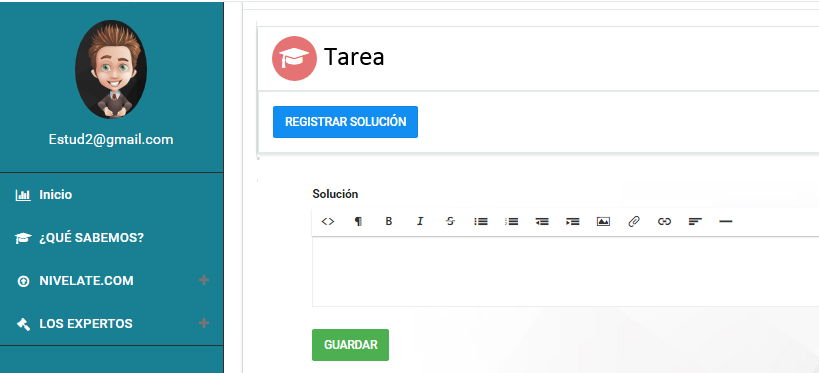 Estud2@gmail.com
Inicio
¿QUÉ SABEMOS?
NIVELATE.COM
LOS EXPERTOS
Tarea
REGISTRAR SOLUCIÓN
Solución
<> ¶ B I S
GUARDAR